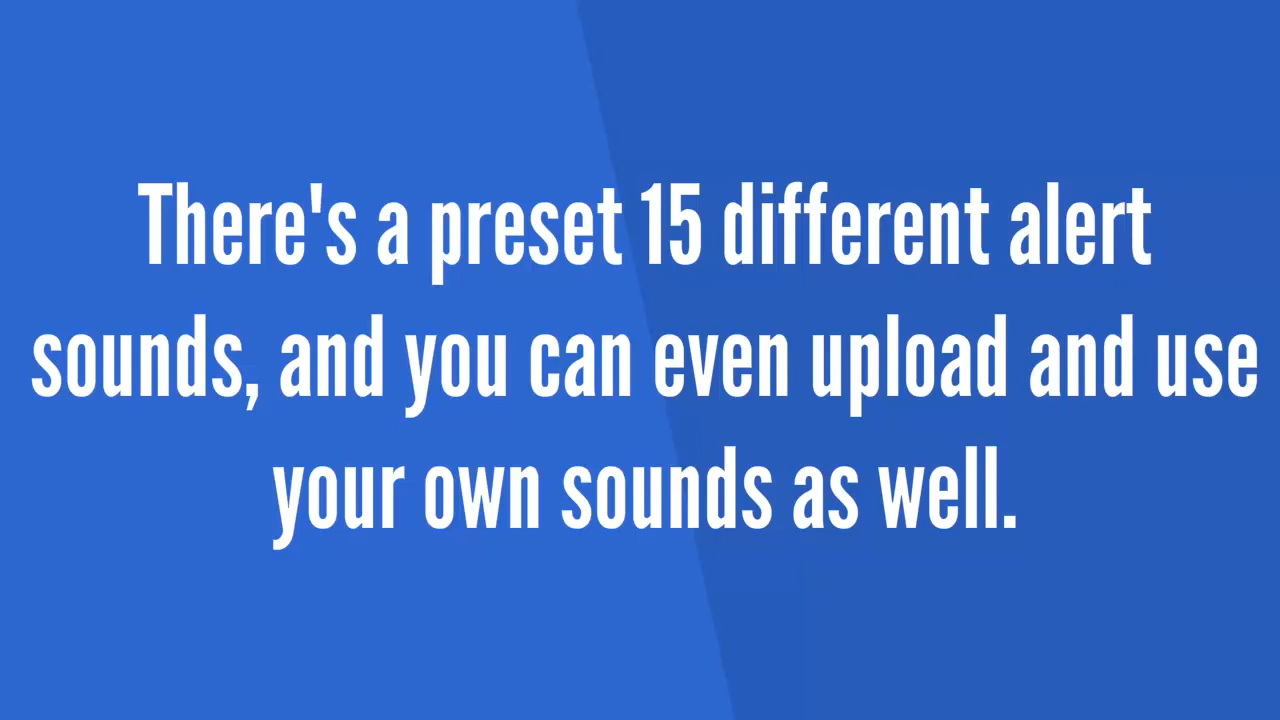 There's a preset 15 different alert
sounds, and you can even upload and use
your own sounds as well.